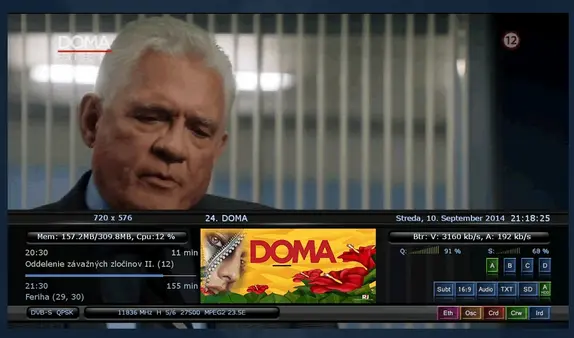 DOMA
12
720 x 576
24. DOMA
Streda, 10. September 2014 21:18:25
Mem: 157.2MB/309.8MB, Cpu:12 %
20:30 11 min
Oddelenie závažných zločinov II. (12)
21:30 155 min
Feriha (29, 30)
DOMA
RJ
Btr: V: 3160 kb/s, A: 192 kb/s
Q: 91 % S: 68 %
A B C D
Subt 16:9 Audio TXT SD A
DVB-S QPSK 11836 MHz H 5/6 27500 MPEG2 23.5E
Eth Osc Crd Crw Ird